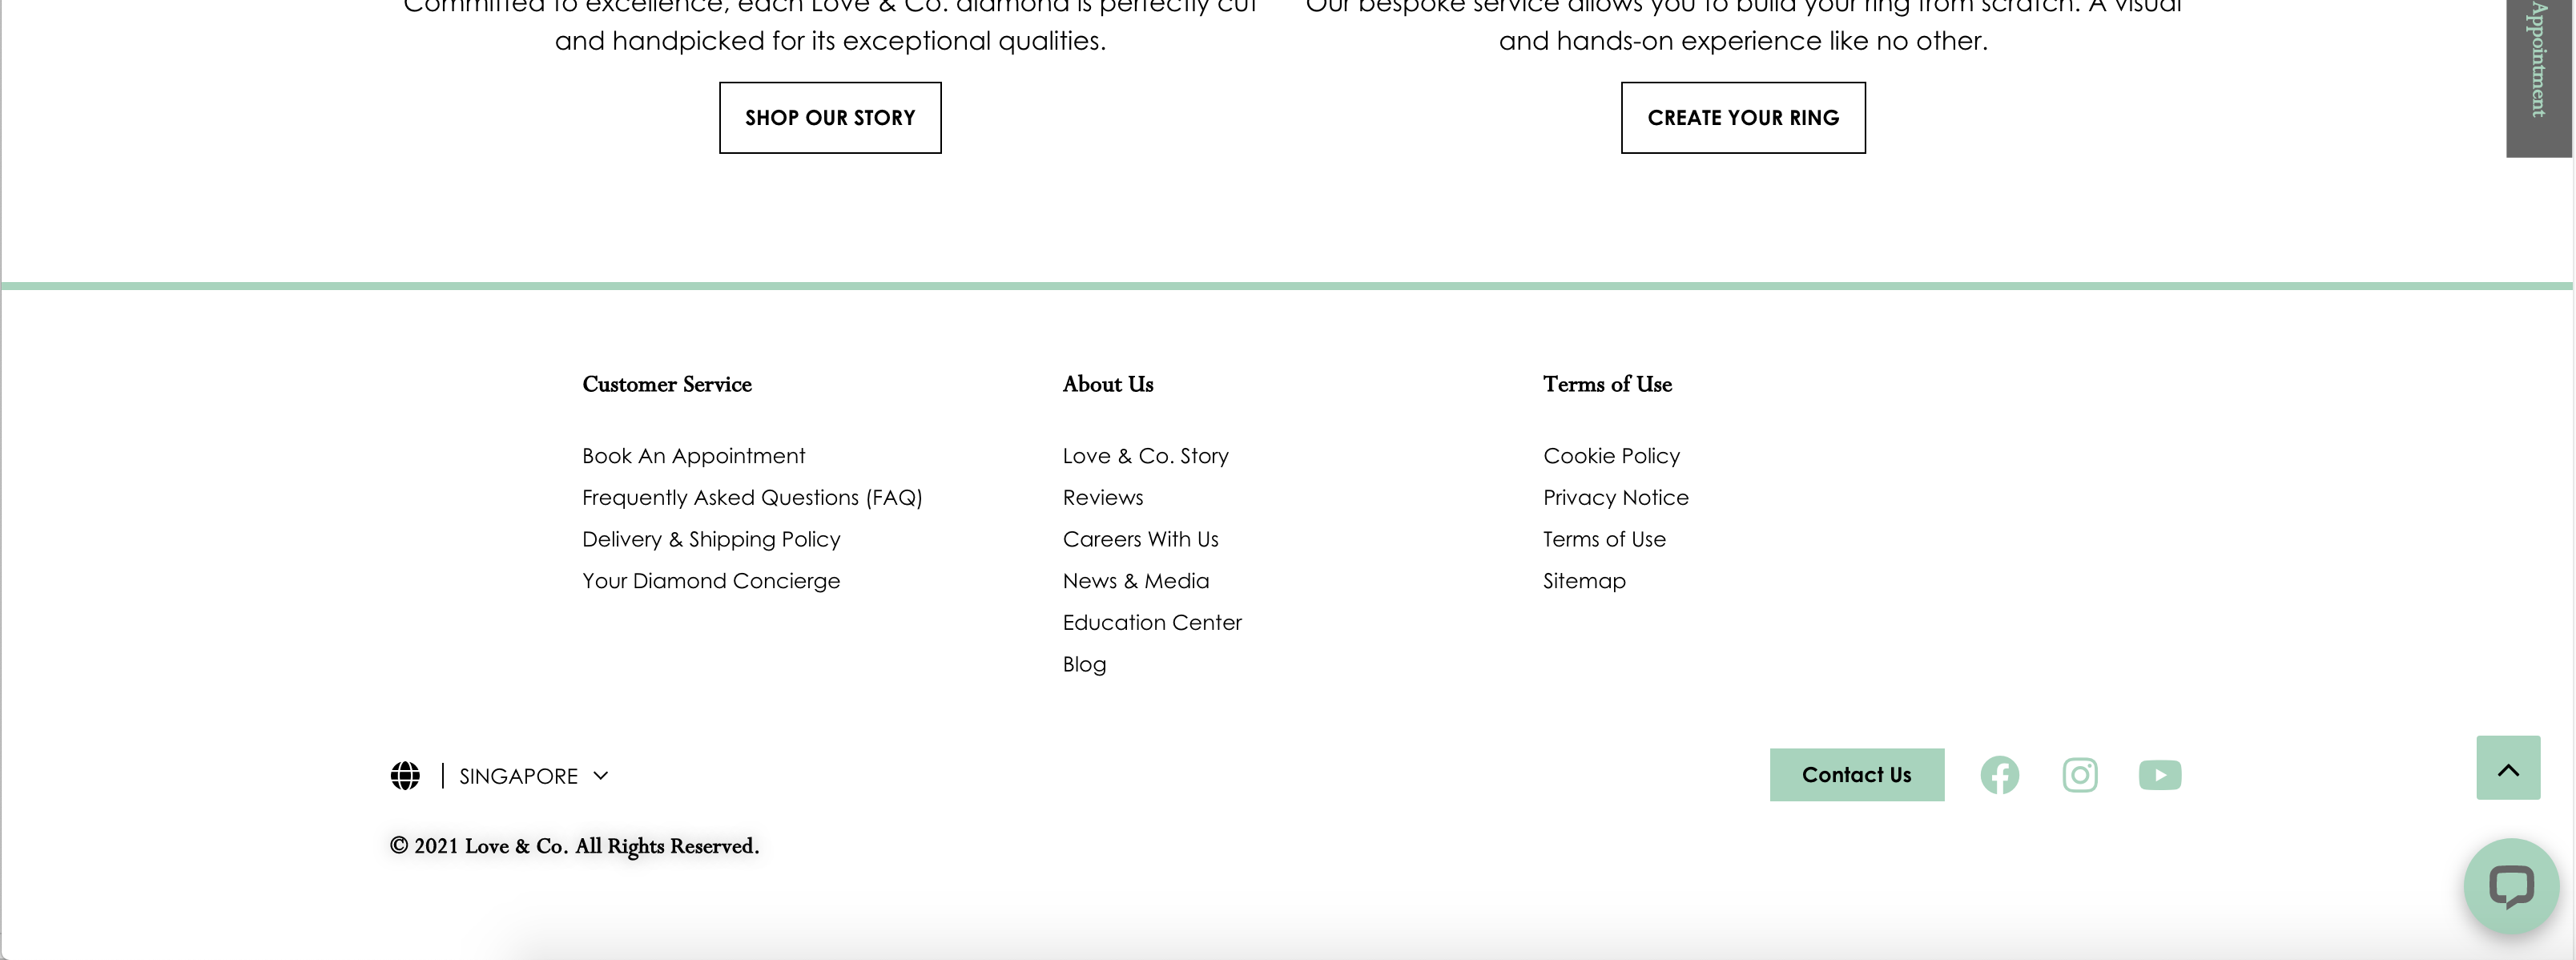 Committed to excellence, each Love & Co. diamond is perfectly cut
and handpicked for its exceptional qualities.
SHOP OUR STORY
Our bespoke service allows you to build your ring from scratch. A visual
and hands-on experience like no other.
CREATE YOUR RING
Appointment
Customer Service
Book An Appointment
Frequently Asked Questions (FAQ)
Delivery & Shipping Policy
Your Diamond Concierge
About Us
Love & Co. Story
Reviews
Careers With Us
News & Media
Education Center
Blog
Terms of Use
Cookie Policy
Privacy Notice
Terms of Use
Sitemap
SINGAPORE
Contact Us
© 2021 Love & Co. All Rights Reserved.